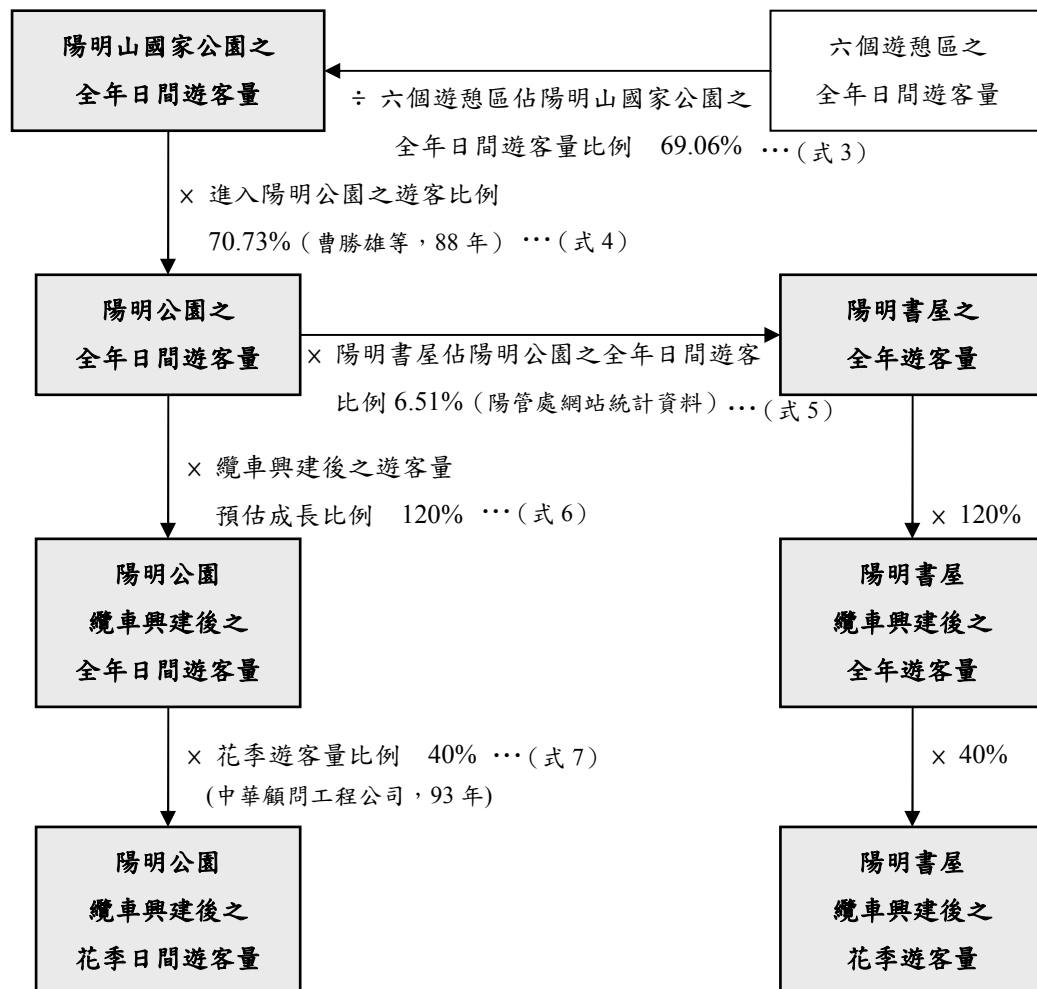 陽明山國家公園之
全年日間遊客量
六個遊憩區之
全年日間遊客量
÷ 六個遊憩區佔陽明山國家公園之
全年日間遊客量比例 69.06% …（式 3）
× 進入陽明公園之遊客比例
70.73%（曹勝雄等，88 年）…（式 4）
陽明公園之
全年日間遊客量
陽明書屋之
全年遊客量
× 陽明書屋佔陽明公園之全年日間遊客
比例 6.51%（陽管處網站統計資料）…（式 5）
× 纜車興建後之遊客量
預估成長比例 120% …（式 6）
× 120%
陽明公園
纜車興建後之
全年日間遊客量
陽明書屋
纜車興建後之
全年遊客量
× 花季遊客量比例 40% …（式 7）
(中華顧問工程公司，93 年)
× 40%
陽明公園
纜車興建後之
花季日間遊客量
陽明書屋
纜車興建後之
花季遊客量